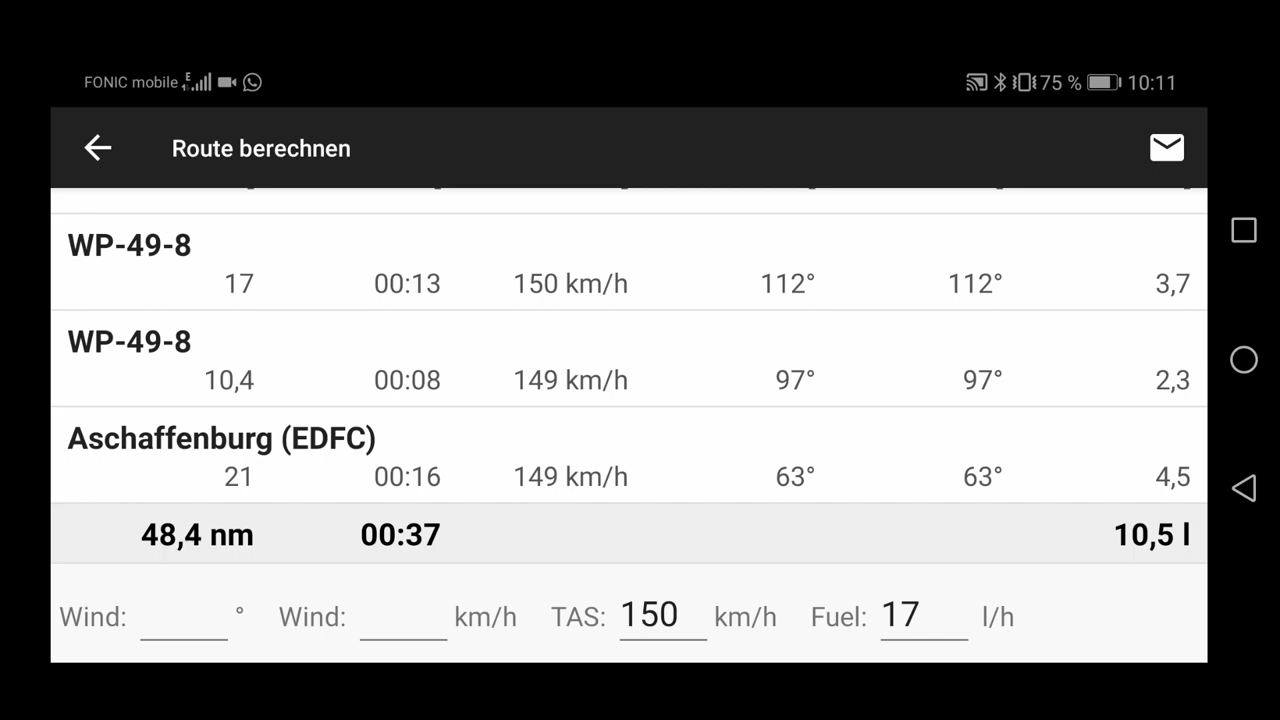 FONIC mobile E 75 % 10:11
Route berechnen
WP-49-8
17 00:13 150 km/h 112° 112° 3,7
WP-49-8
10,4 00:08 149 km/h 97° 97° 2,3
Aschaffenburg (EDFC)
21 00:16 149 km/h 63° 63° 4,5
48,4 nm 00:37 10,5 l
Wind: ° Wind: km/h TAS: 150 km/h Fuel: 17 l/h